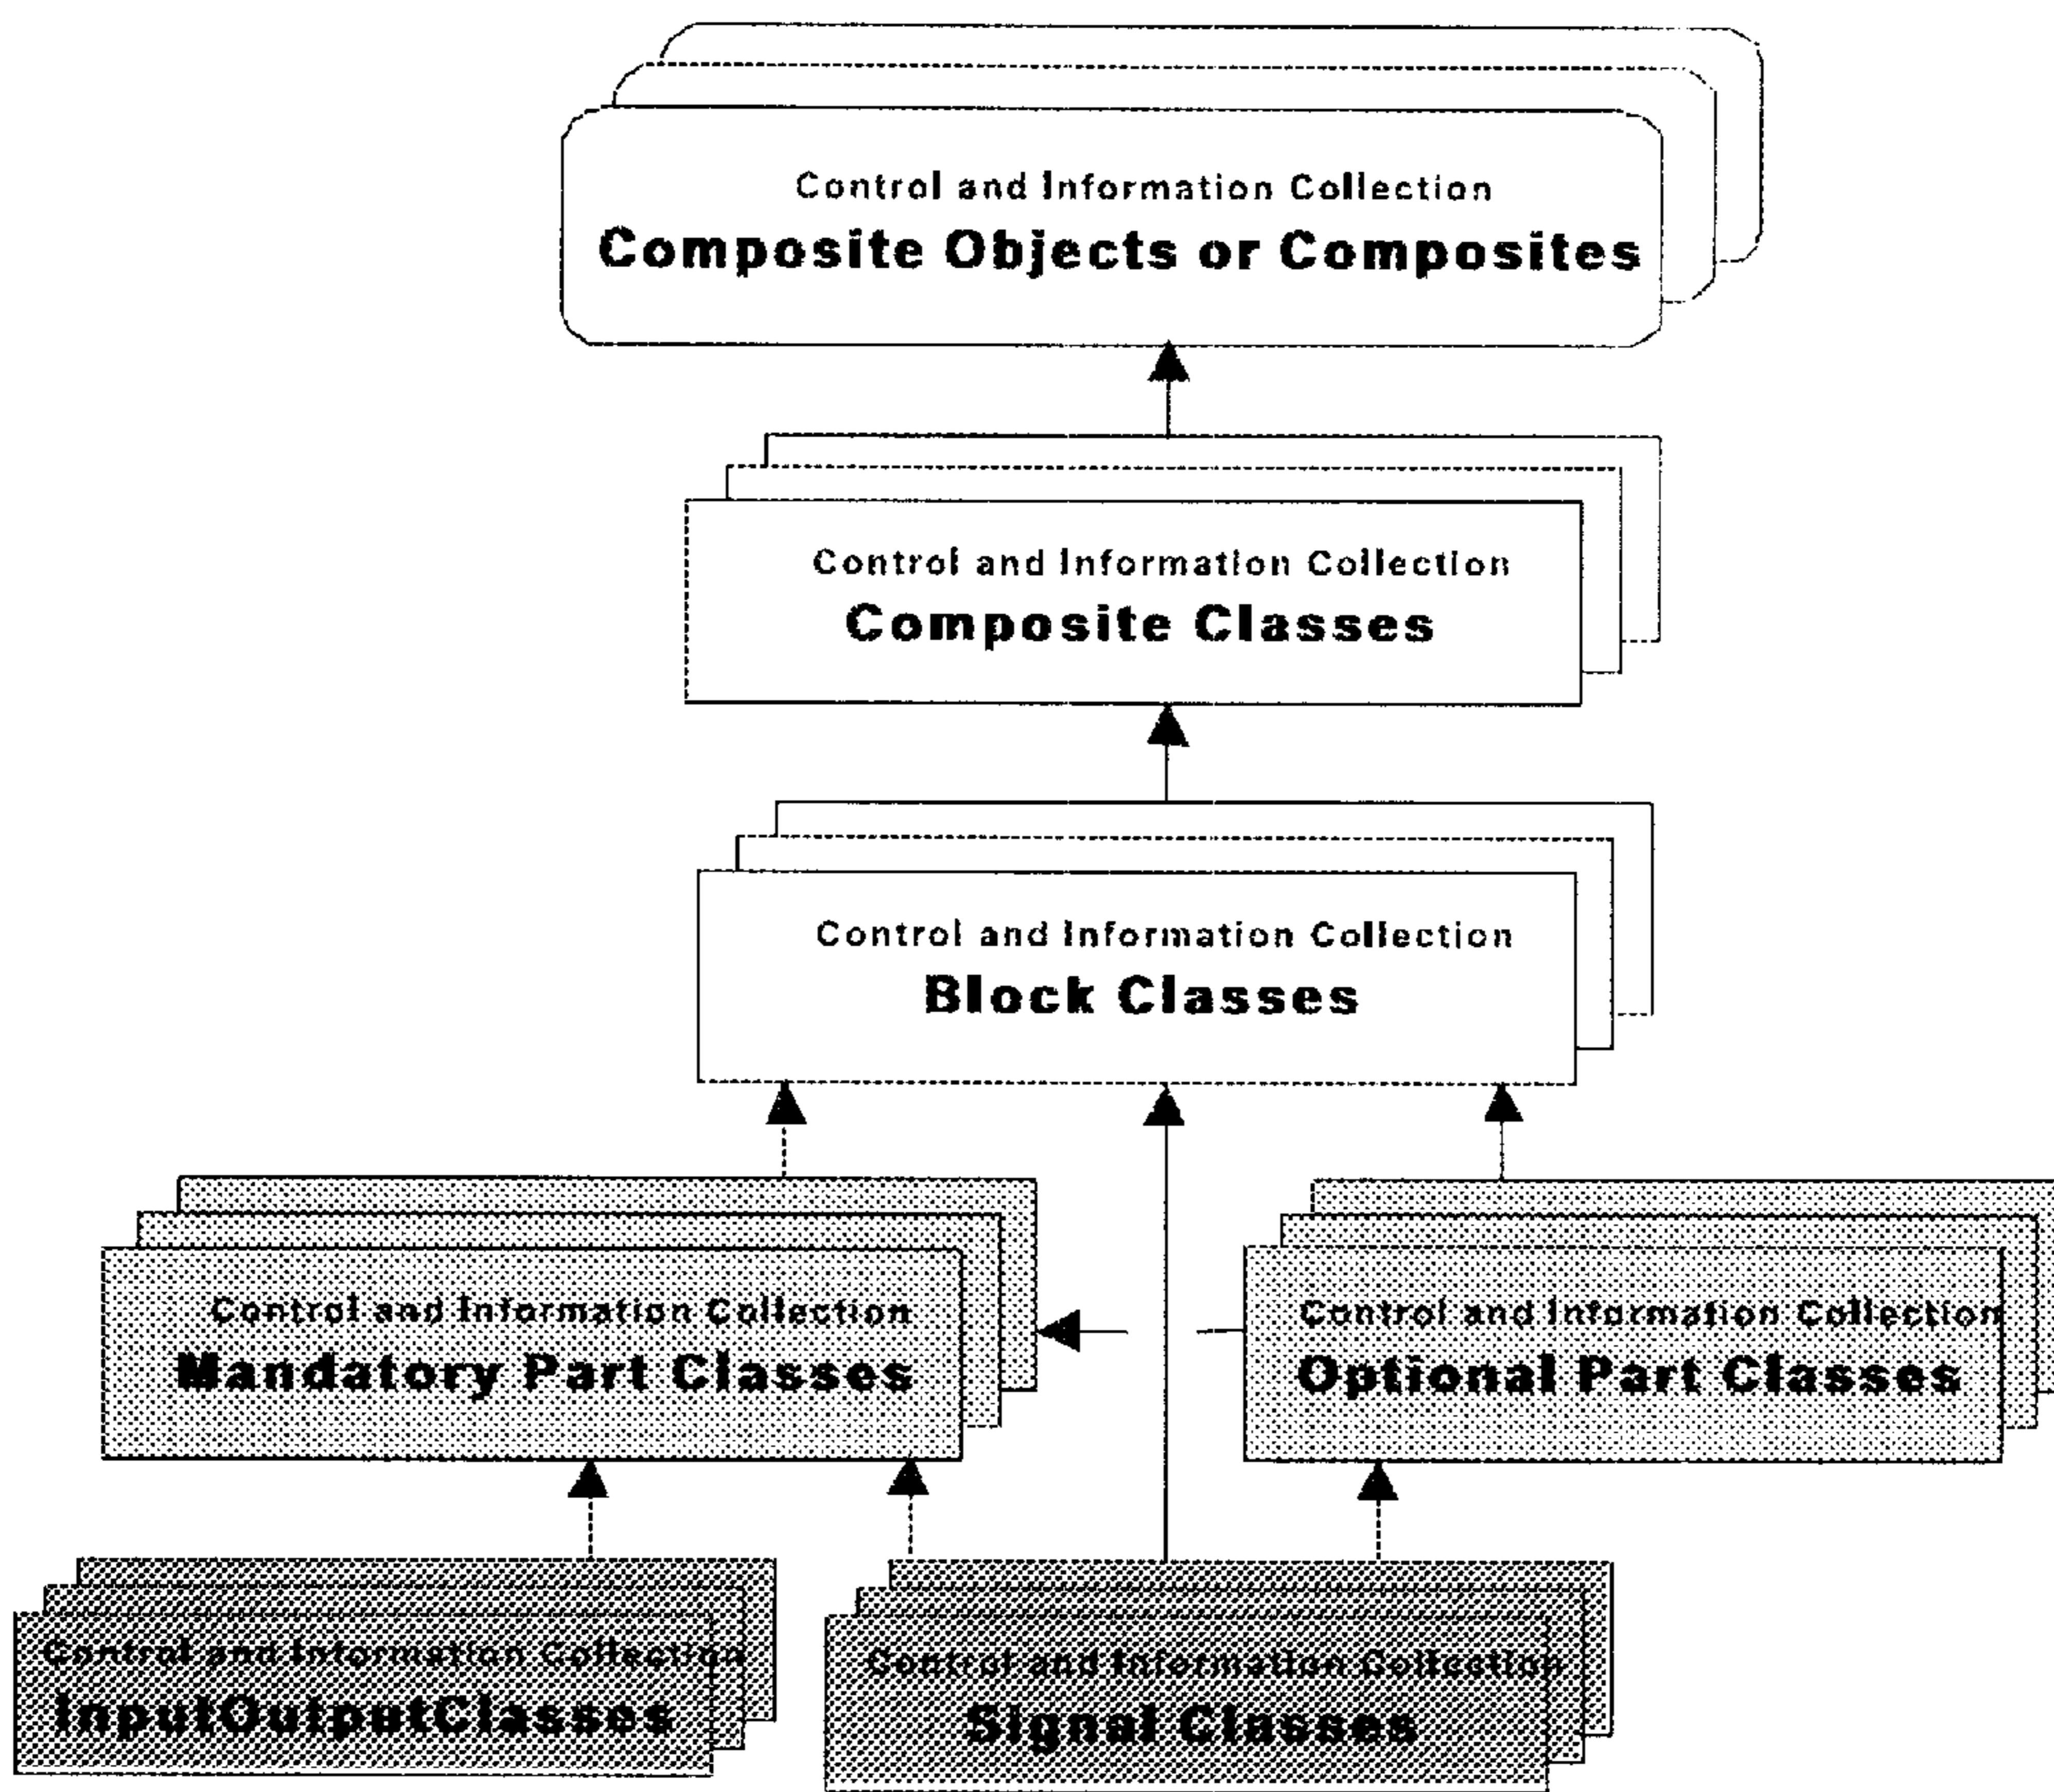 Control and Information Collection
Composite Objects or Composites
Control and Information Collection
Composite Classes
Control and Information Collection
Block Classes
Control and Information Collection
Mandatory Part Classes
Control and Information Collection
Optional Part Classes
Control and Information Collection
InputOutputClasses
Control and Information Collection
Signal Classes